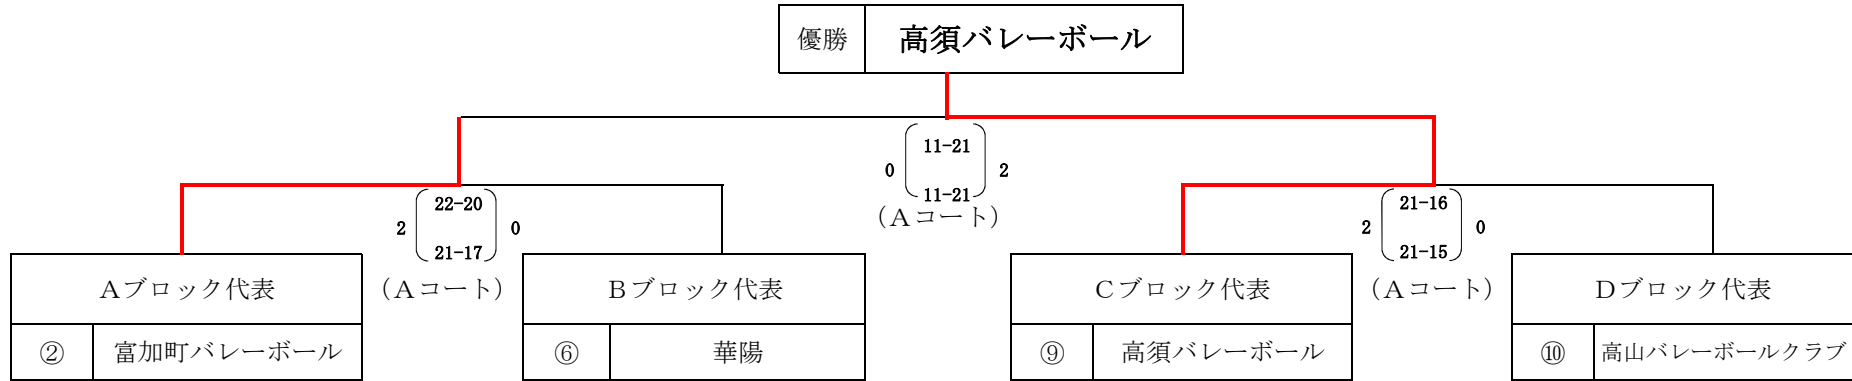 優勝 高須バレーボール
11-21
0 2
11-21
(Aコート)
22-20
2 0
21-17
(Aコート)
21-16
2 0
21-15
(Aコート)
Aブロック代表
② 富加町バレーボール
Bブロック代表
⑥ 華陽
Cブロック代表
⑨ 高須バレーボール
Dブロック代表
⑩ 高山バレーボールクラブ